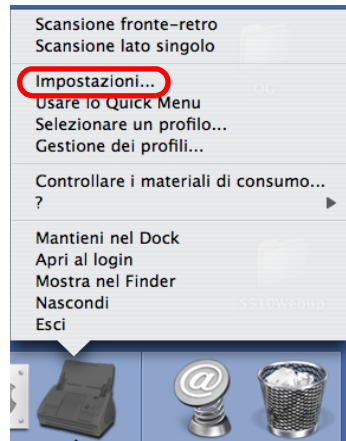 Scansione fronte-retro
Scansione lato singolo
Impostazioni...
Usare lo Quick Menu
Selezionare un profilo...
Gestione dei profili...
Controllare i materiali di consumo...
?
Mantieni nel Dock
Apri al login
Mostra nel Finder
Nascondi
Esci
@